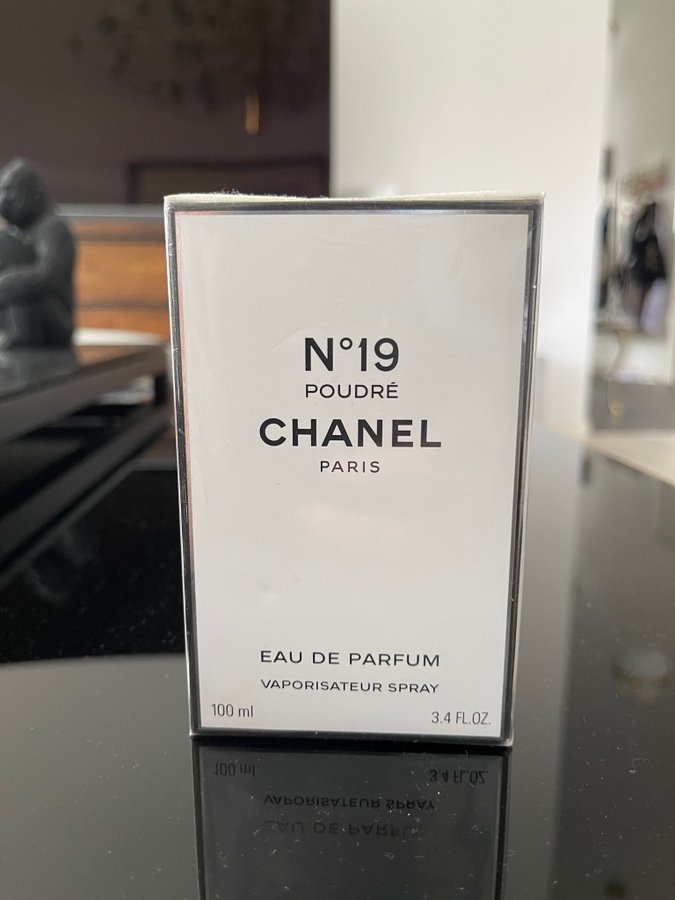 N°19
POUDRÉ
CHANEL
PARIS
EAU DE PARFUM
VAPORISATEUR SPRAY
100 ml
3.4 FL.OZ.